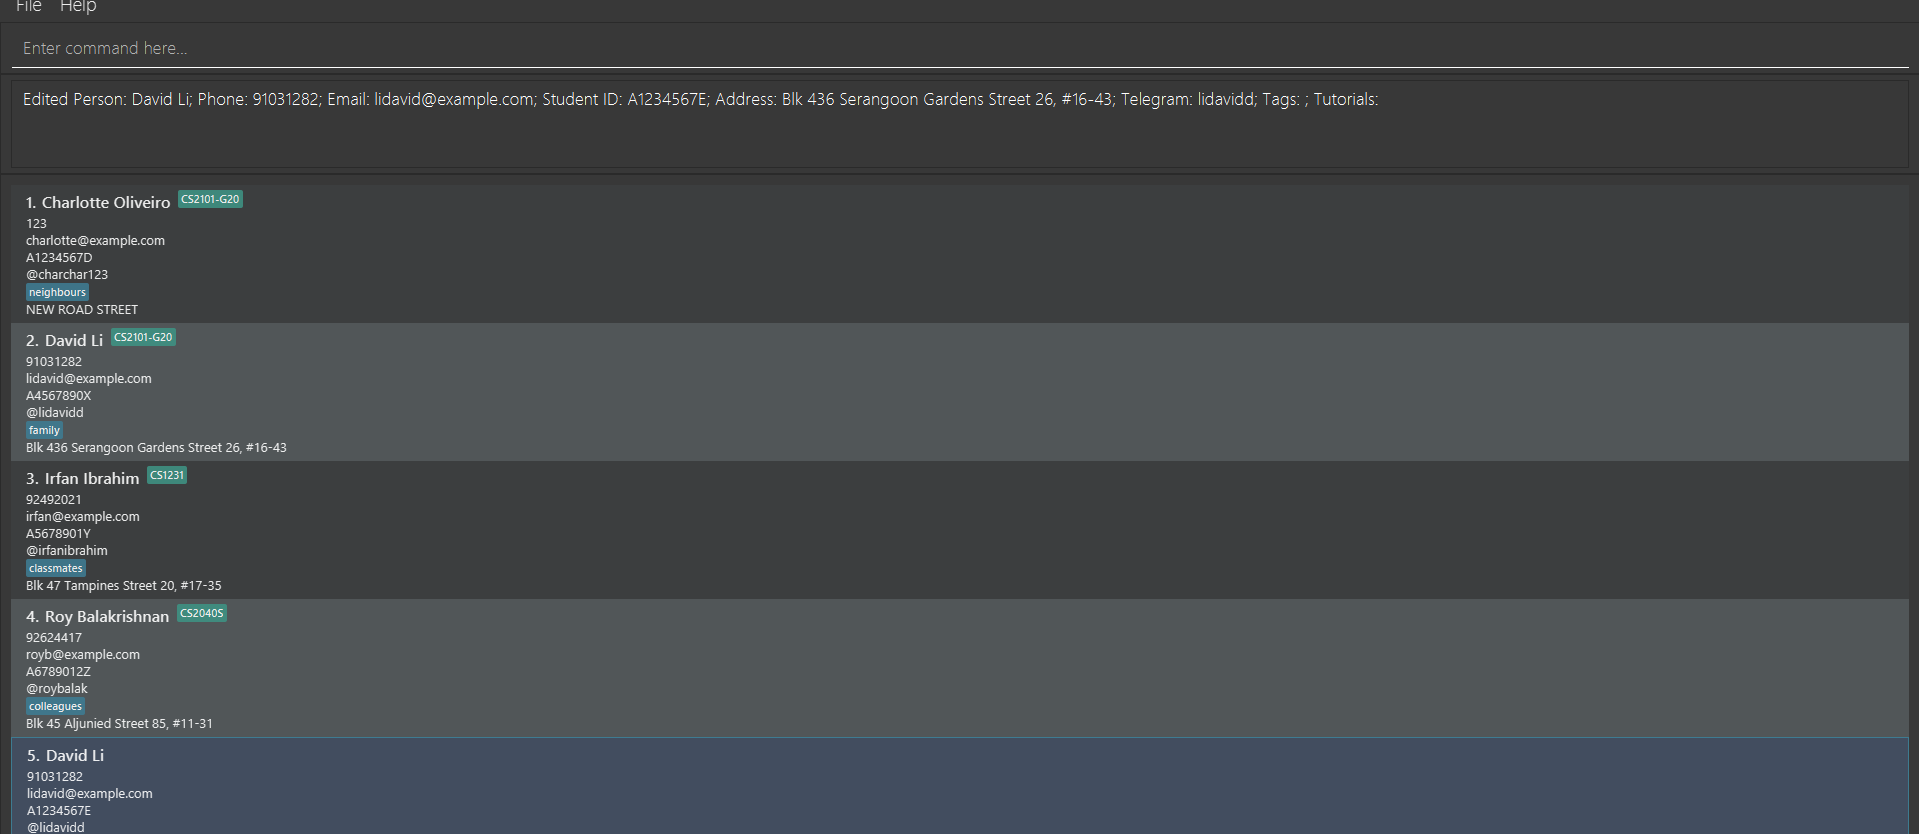 File Help
Enter command here...
Edited Person: David Li; Phone: 91031282; Email: lidavid@example.com; Student ID: A1234567E; Address: Blk 436 Serangoon Gardens Street 26, #16-43; Telegram: lidavidd; Tags: ; Tutorials:
1. Charlotte Oliveiro CS2101-G20
123
charlotte@example.com
A1234567D
@charchar123
neighbours
NEW ROAD STREET
2. David Li CS2101-G20
91031282
lidavid@example.com
A4567890X
@lidavidd
family
Blk 436 Serangoon Gardens Street 26, #16-43
3. Irfan Ibrahim CS1231
92492021
irfan@example.com
A5678901Y
@irfanibrahim
classmates
Blk 47 Tampines Street 20, #17-35
4. Roy Balakrishnan CS2040S
92624417
royb@example.com
A6789012Z
@roybalak
colleagues
Blk 45 Aljunied Street 85, #11-31
5. David Li
91031282
lidavid@example.com
A1234567E
@lidavidd